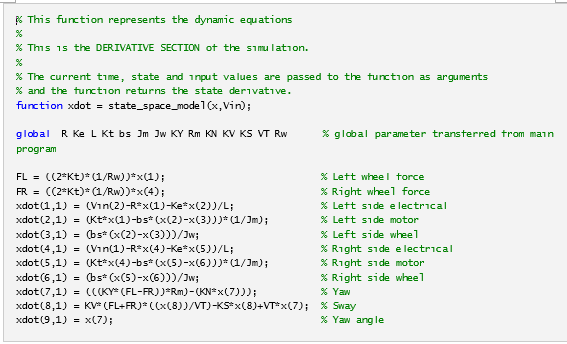 % This function represents the dynamic equations
%
% This is the DERIVATIVE SECTION of the simulation.
%
% The current time, state and input values are passed to the function as arguments
% and the function returns the state derivative.
function xdot = state_space_model(x,Vin);
global R Ke L Kt bs Jm Jw KY Rm KN KV KS VT Rw % global parameter transferred from main
program
FL = ((2*Kt)*(1/Rw))*x(1); % Left wheel force
FR = ((2*Kt)*(1/Rw))*x(4); % Right wheel force
xdot(1,1) = (Vin(2)-R*x(1)-Ke*x(2))/L; % Left side electrical
xdot(2,1) = (Kt*x(1)-bs*(x(2)-x(3)))*(1/Jm); % Left side motor
xdot(3,1) = (bs*(x(2)-x(3)))/Jw; % Left side wheel
xdot(4,1) = (Vin(1)-R*x(4)-Ke*x(5))/L; % Right side electrical
xdot(5,1) = (Kt*x(4)-bs*(x(5)-x(6)))*(1/Jm); % Right side motor
xdot(6,1) = (bs*(x(5)-x(6)))/Jw; % Right side wheel
xdot(7,1) = (((KY*(FL-FR))*Rm)-(KN*x(7))); % Yaw
xdot(8,1) = KV*(FL+FR)*((x(8))/VT)-KS*x(8)+VT*x(7); % Sway
xdot(9,1) = x(7); % Yaw angle